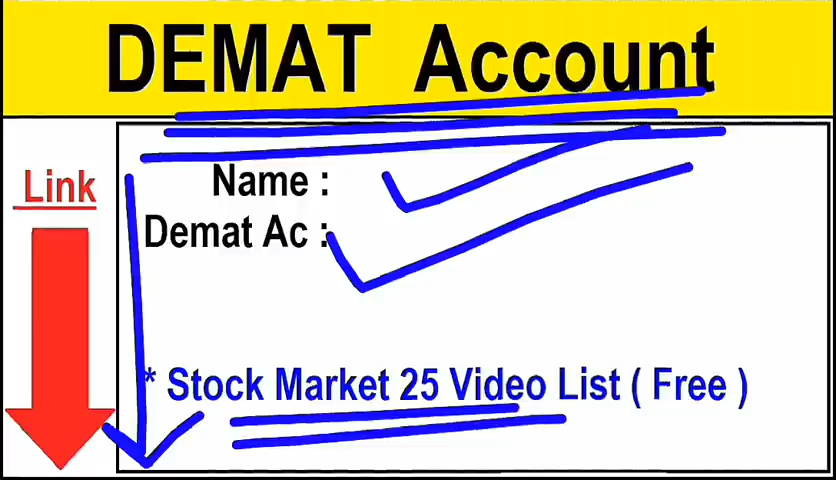 DEMAT Account
Link
Name :
Demat Ac :
* Stock Market 25 Video List ( Free )